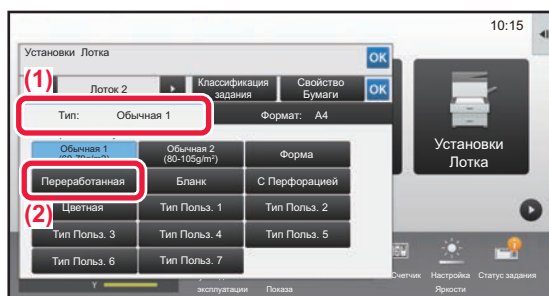 10:15
Установки Лотка
OK
(1)
Лоток 2
Классификация задания
Свойство Бумаги
OK
Тип: Обычная 1
Формат: A4
Обычная 1
(60-79g/m²)
Обычная 2
(80-105g/m²)
Форма
Переработанная
Бланк
С Перфорацией
(2)
Цветная
Тип Польз. 1
Тип Польз. 2
Тип Польз. 3
Тип Польз. 4
Тип Польз. 5
Тип Польз. 6
Тип Польз. 7
Установки
Лотка
Y
эксплуатации
Показа
Счетчик
Настройка
Яркости
Статус задания